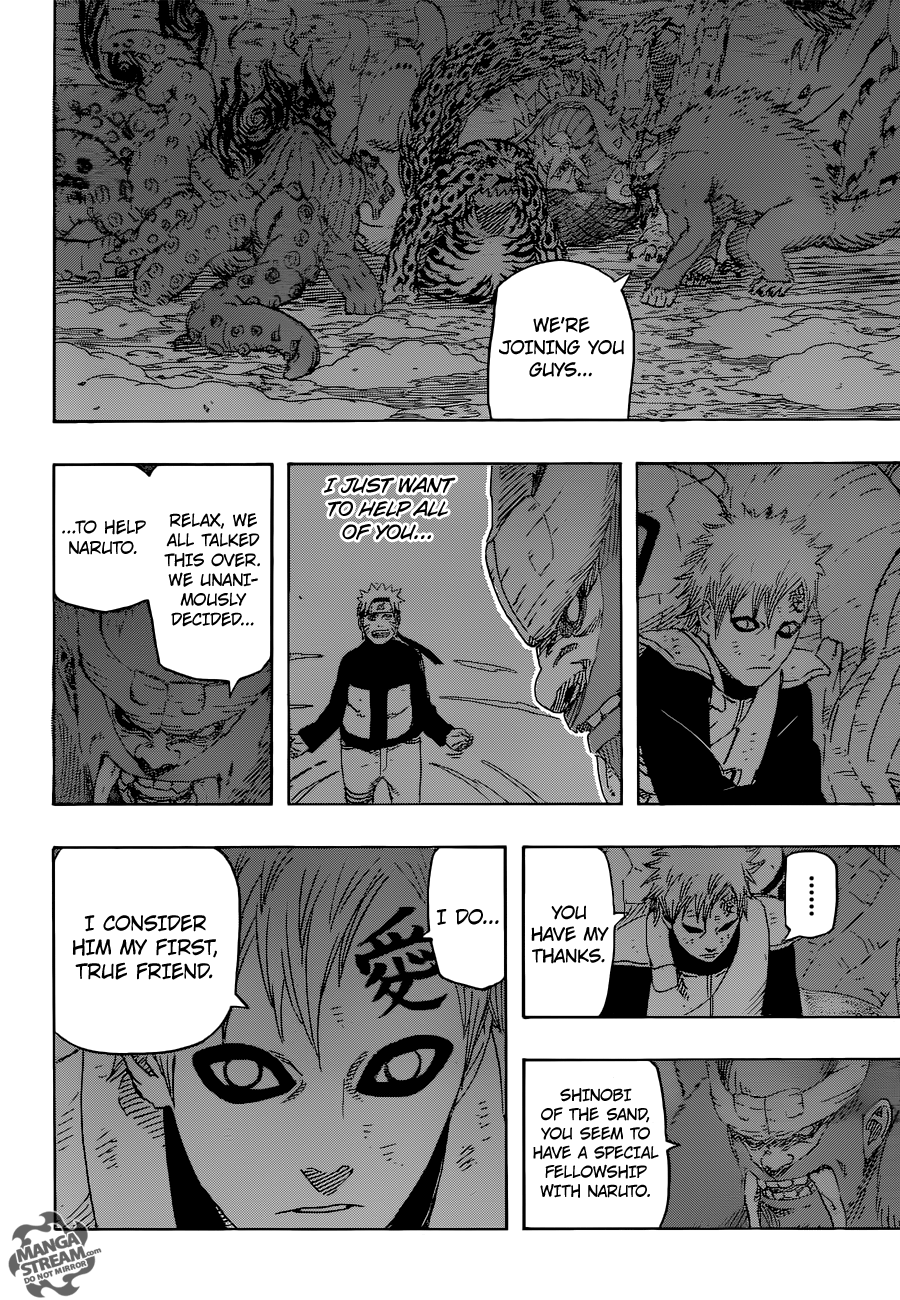 WE'RE
JOINING YOU
GUYS...
I JUST WANT
TO HELP ALL
OF YOU...
RELAX, WE
ALL TALKED
THIS OVER.
WE UNANI-
MOUSLY
DECIDED...
...TO HELP
NARUTO.
.......
YOU
HAVE MY
THANKS.
SHINOBI
OF THE SAND,
YOU SEEM TO
HAVE A SPECIAL
FELLOWSHIP
WITH NARUTO.
I DO...
I CONSIDER
HIM MY FIRST,
TRUE FRIEND.
愛
MANGA
STREAM.com
DO NOT MIRROR!